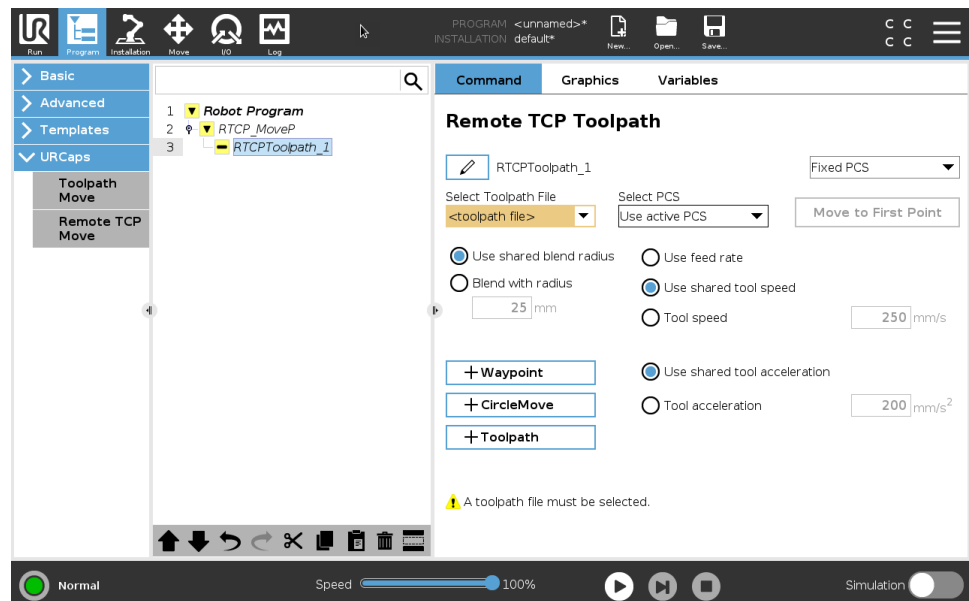 PROGRAM <unnamed>*
INSTALLATION default*
Run Program Installation Move I/O Log New... Open... Save...
C C
C C
Basic
Advanced
Templates
URCaps
Toolpath
Move
Remote TCP
Move
1 Robot Program
2 RTCP_MoveP
3 RTCPToolpath_1
Command Graphics Variables
Remote TCP Toolpath
RTCPToolpath_1 Fixed PCS
Select Toolpath File Select PCS
<toolpath file> Use active PCS Move to First Point
Use shared blend radius Use feed rate
Blend with radius Use shared tool speed
25 mm Tool speed 250 mm/s
+ Waypoint Use shared tool acceleration
+ CircleMove Tool acceleration 200 mm/s²
+ Toolpath
A toolpath file must be selected.
Normal Speed 100% Simulation